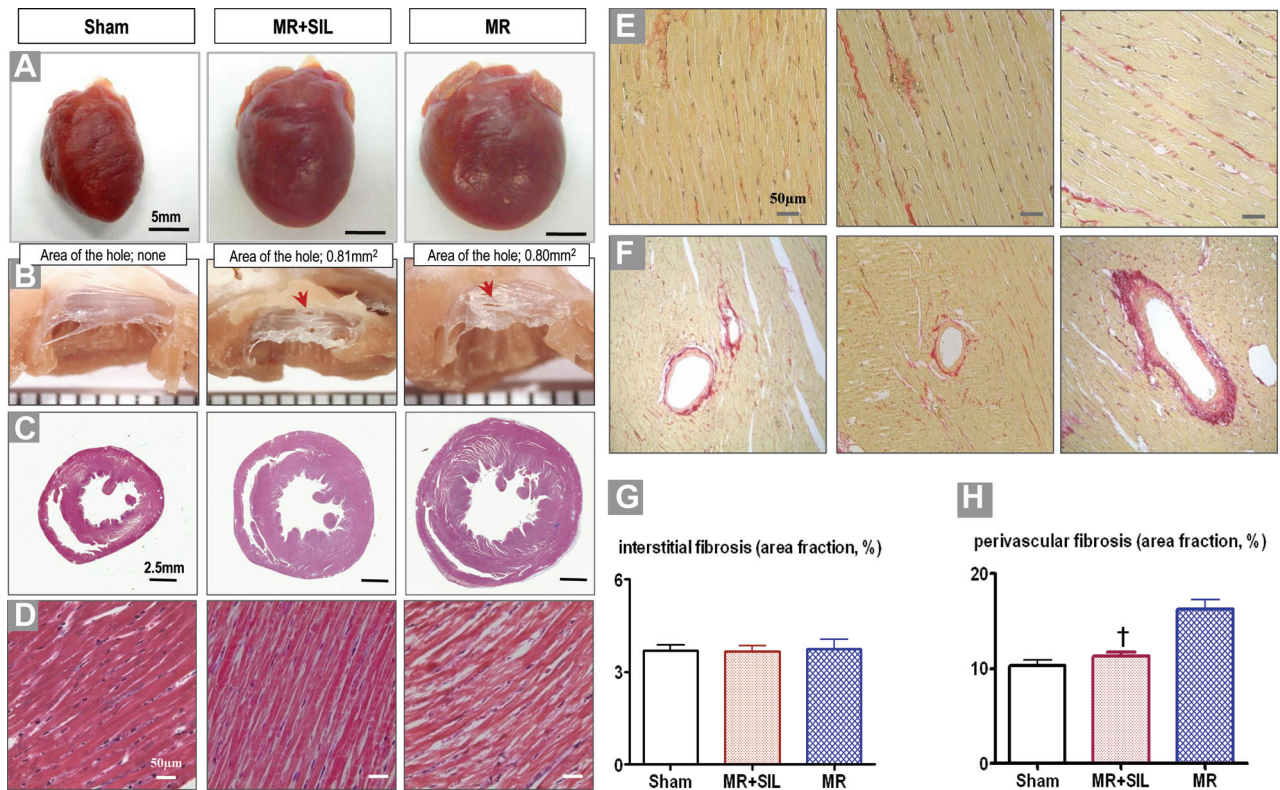 Sham
MR+SIL
MR
A
5mm
Area of the hole; none
Area of the hole; 0.81mm²
Area of the hole; 0.80mm²
B
C
2.5mm
D
50µm
E
50µm
F
G
interstitial fibrosis (area fraction, %)
6
3
0
Sham
MR+SIL
MR
H
perivascular fibrosis (area fraction, %)
20
10
0
†
Sham
MR+SIL
MR